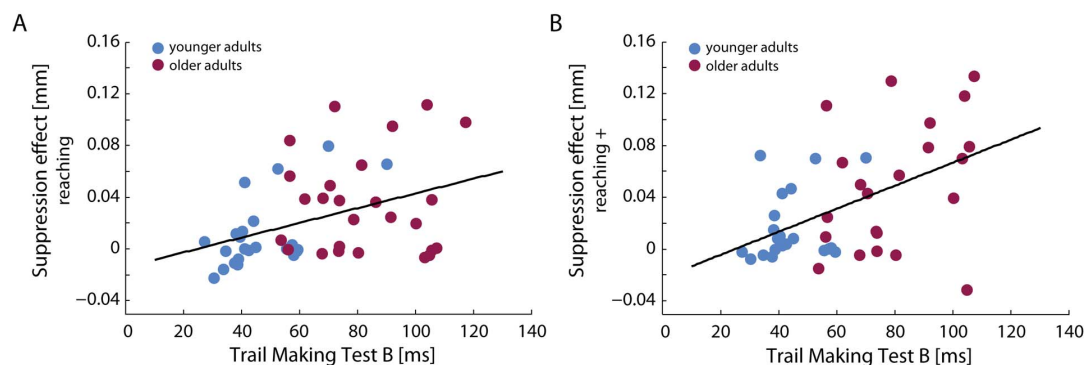 A
Suppression effect [mm]
reaching
0.16
0.12
0.08
0.04
0
−0.04
younger adults
older adults
0 20 40 60 80 100 120 140
Trail Making Test B [ms]
B
Suppression effect [mm]
reaching +
0.16
0.12
0.08
0.04
0
−0.04
younger adults
older adults
0 20 40 60 80 100 120 140
Trail Making Test B [ms]